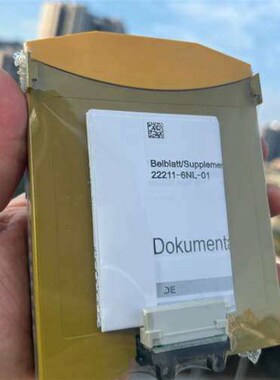 Beiblatt/Supplemen
22211-6NL-01
Dokumenta
DE